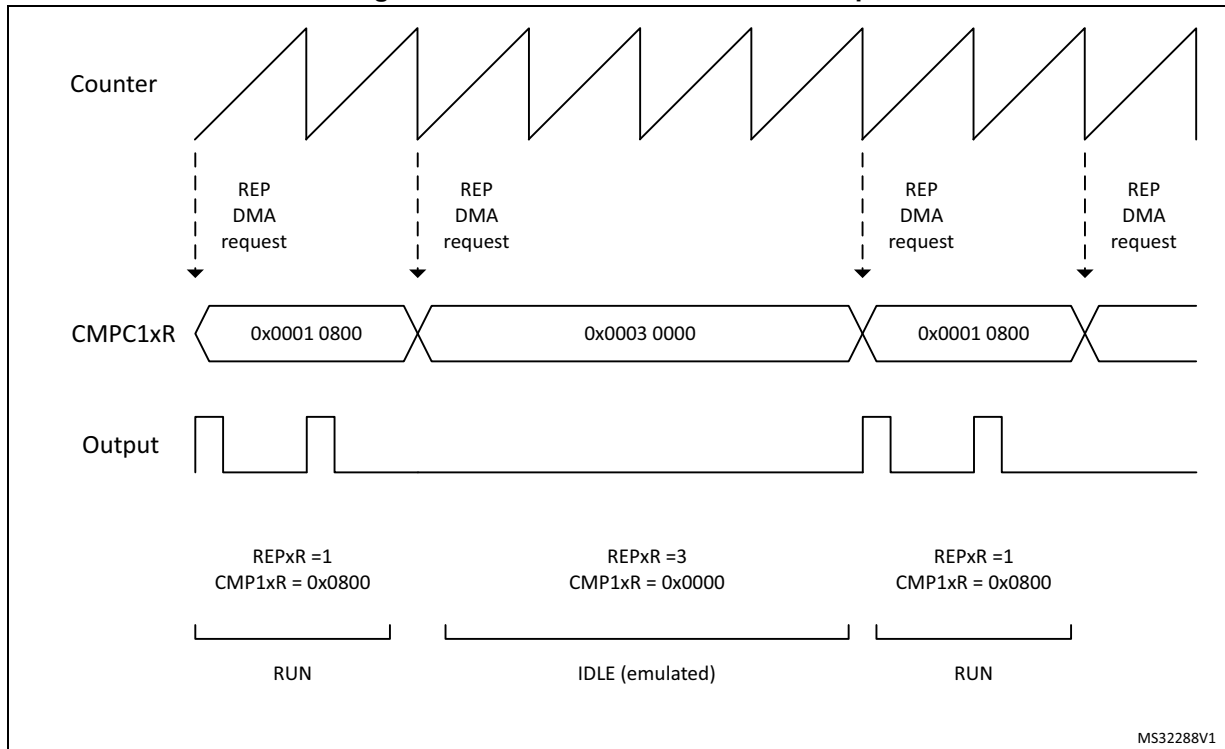 Counter
REP
DMA
request
REP
DMA
request
REP
DMA
request
REP
DMA
request
CMPC1xR
0x0001 0800
0x0003 0000
0x0001 0800
Output
REPxR =1
CMP1xR = 0x0800
REPxR =3
CMP1xR = 0x0000
REPxR =1
CMP1xR = 0x0800
RUN
IDLE (emulated)
RUN
MS32288V1